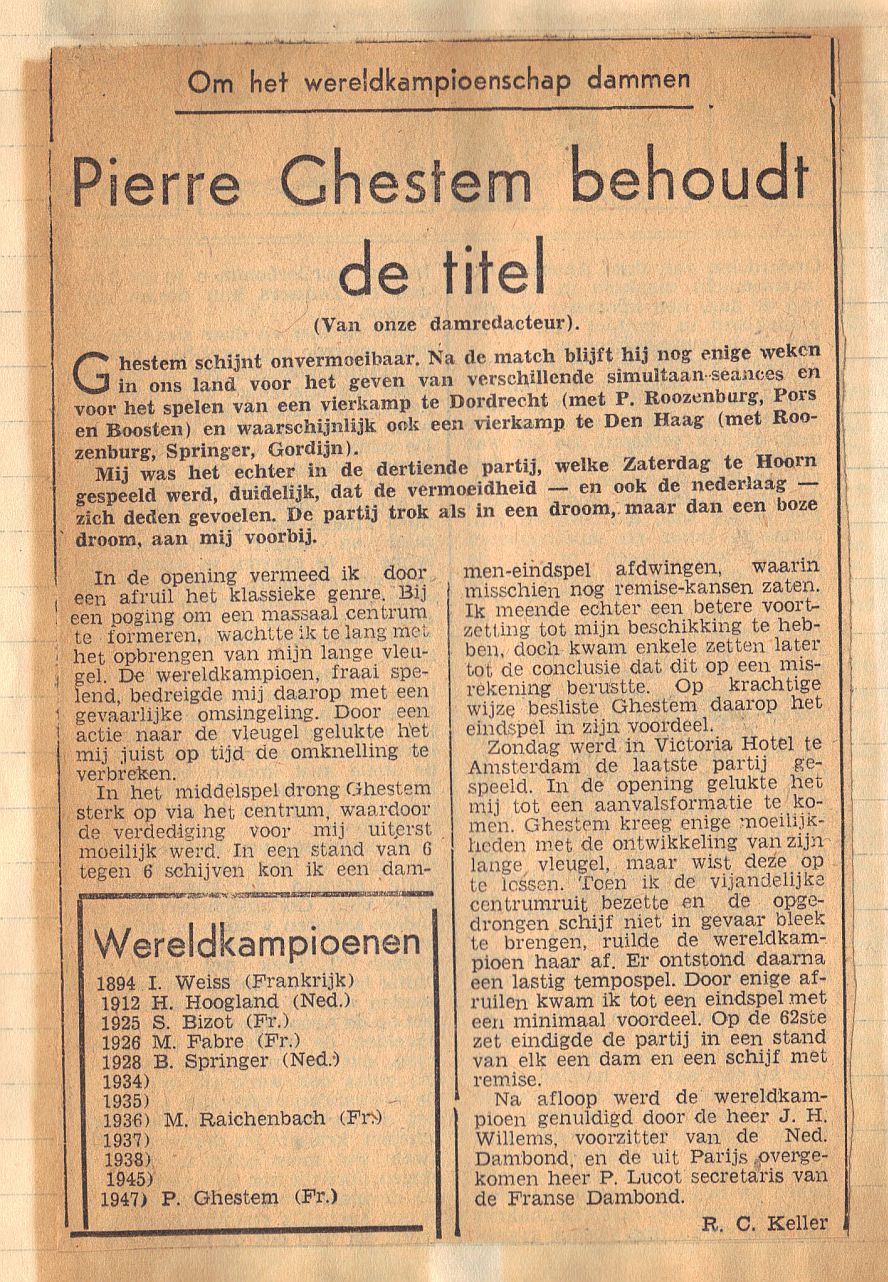 Om het wereldkampioenschap dammen
Pierre Ghestem behoudt
de titel
(Van onze damredacteur).
Ghestem schijnt onvermoeibaar. Na de match blijft hij nog enige weken
in ons land voor het geven van verschillende simultaan-seances en
voor het spelen van een vierkamp te Dordrecht (met P. Roozenburg, Pors
en Boosten) en waarschijnlijk ook een vierkamp te Den Haag (met Roo-
zenburg, Springer, Gordijn).
Mij was het echter in de dertiende partij, welke Zaterdag te Hoorn
gespeeld werd, duidelijk, dat de vermoeidheid — en ook de nederlaag —
zich deden gevoelen. De partij trok als in een droom, maar dan een boze
droom, aan mij voorbij.
In de opening vermeed ik door
een afruil het klassieke genre. Bij
een poging om een massaal centrum
te formeren, wachtte ik te lang met
het opbrengen van mijn lange vleu-
gel. De wereldkampioen, fraai spe-
lend, bedreigde mij daarop met een
gevaarlijke omsingeling. Door een
actie naar de vleugel gelukte het
mij juist op tijd de omknelling te
verbreken.
In het middelspel drong Ghestem
sterk op via het centrum, waardoor
de verdediging voor mij uiterst
moeilijk werd. In een stand van 6
tegen 6 schijven kon ik een dam-
men-eindspel afdwingen, waarin
misschien nog remise-kansen zaten.
Ik meende echter een betere voort-
zetting tot mijn beschikking te heb-
ben, doch kwam enkele zetten later
tot de conclusie dat dit op een mis-
rekening berustte. Op krachtige
wijze besliste Ghestem daarop het
eindspel in zijn voordeel.
Zondag werd in Victoria Hotel te
Amsterdam de laatste partij ge-
speeld. In de opening gelukte het
mij tot een aanvalsformatie te ko-
men. Ghestem kreeg enige moeilijk-
heden met de ontwikkeling van zijn
lange vleugel, maar wist deze op
te lossen. Toen ik de vijandelijke
centrumruit bezette en de opge-
drongen schijf niet in gevaar bleek
te brengen, ruilde de wereldkam-
pioen haar af. Er ontstond daarna
een lastig tempospel. Door enige af-
ruilen kwam ik tot een eindspel met
een minimaal voordeel. Op de 62ste
zet eindigde de partij in een stand
van elk een dam en een schijf met
remise.
Na afloop werd de wereldkam-
pioen genuldigd door de heer J. H.
Willems, voorzitter van de Ned.
Dambond, en de uit Parijs overge-
komen heer P. Lucot secretaris van
de Franse Dambond.
R. C. Keller
Wereldkampioenen
1894 I. Weiss (Frankrijk)
1912 H. Hoogland (Ned.)
1925 S. Bizot (Fr.)
1926 M. Fabre (Fr.)
1928 B. Springer (Ned.)
1934)
1935)
1936) M. Raichenbach (Fr.)
1937)
1938)
1945)
1947) P. Ghestem (Fr.)